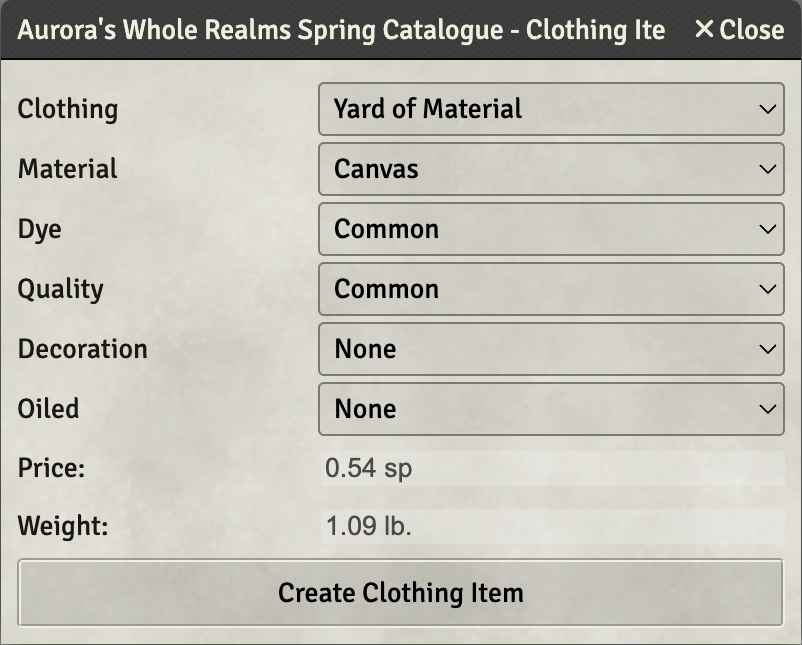 Aurora's Whole Realms Spring Catalogue - Clothing Ite ✕ Close
Clothing Yard of Material
Material Canvas
Dye Common
Quality Common
Decoration None
Oiled None
Price: 0.54 sp
Weight: 1.09 lb.
Create Clothing Item